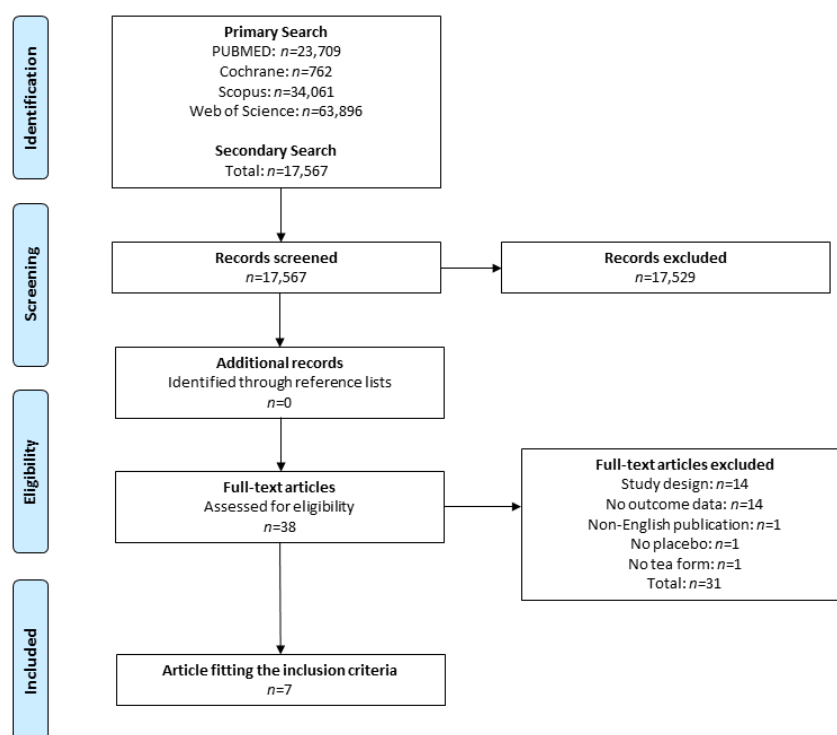 Identification
Primary Search
PUBMED: n=23,709
Cochrane: n=762
Scopus: n=34,061
Web of Science: n=63,896
Secondary Search
Total: n=17,567
Screening
Records screened
n=17,567
Records excluded
n=17,529
Additional records
Identified through reference lists
n=0
Eligibility
Full-text articles
Assessed for eligibility
n=38
Full-text articles excluded
Study design: n=14
No outcome data: n=14
Non-English publication: n=1
No placebo: n=1
No tea form: n=1
Total: n=31
Included
Article fitting the inclusion criteria
n=7